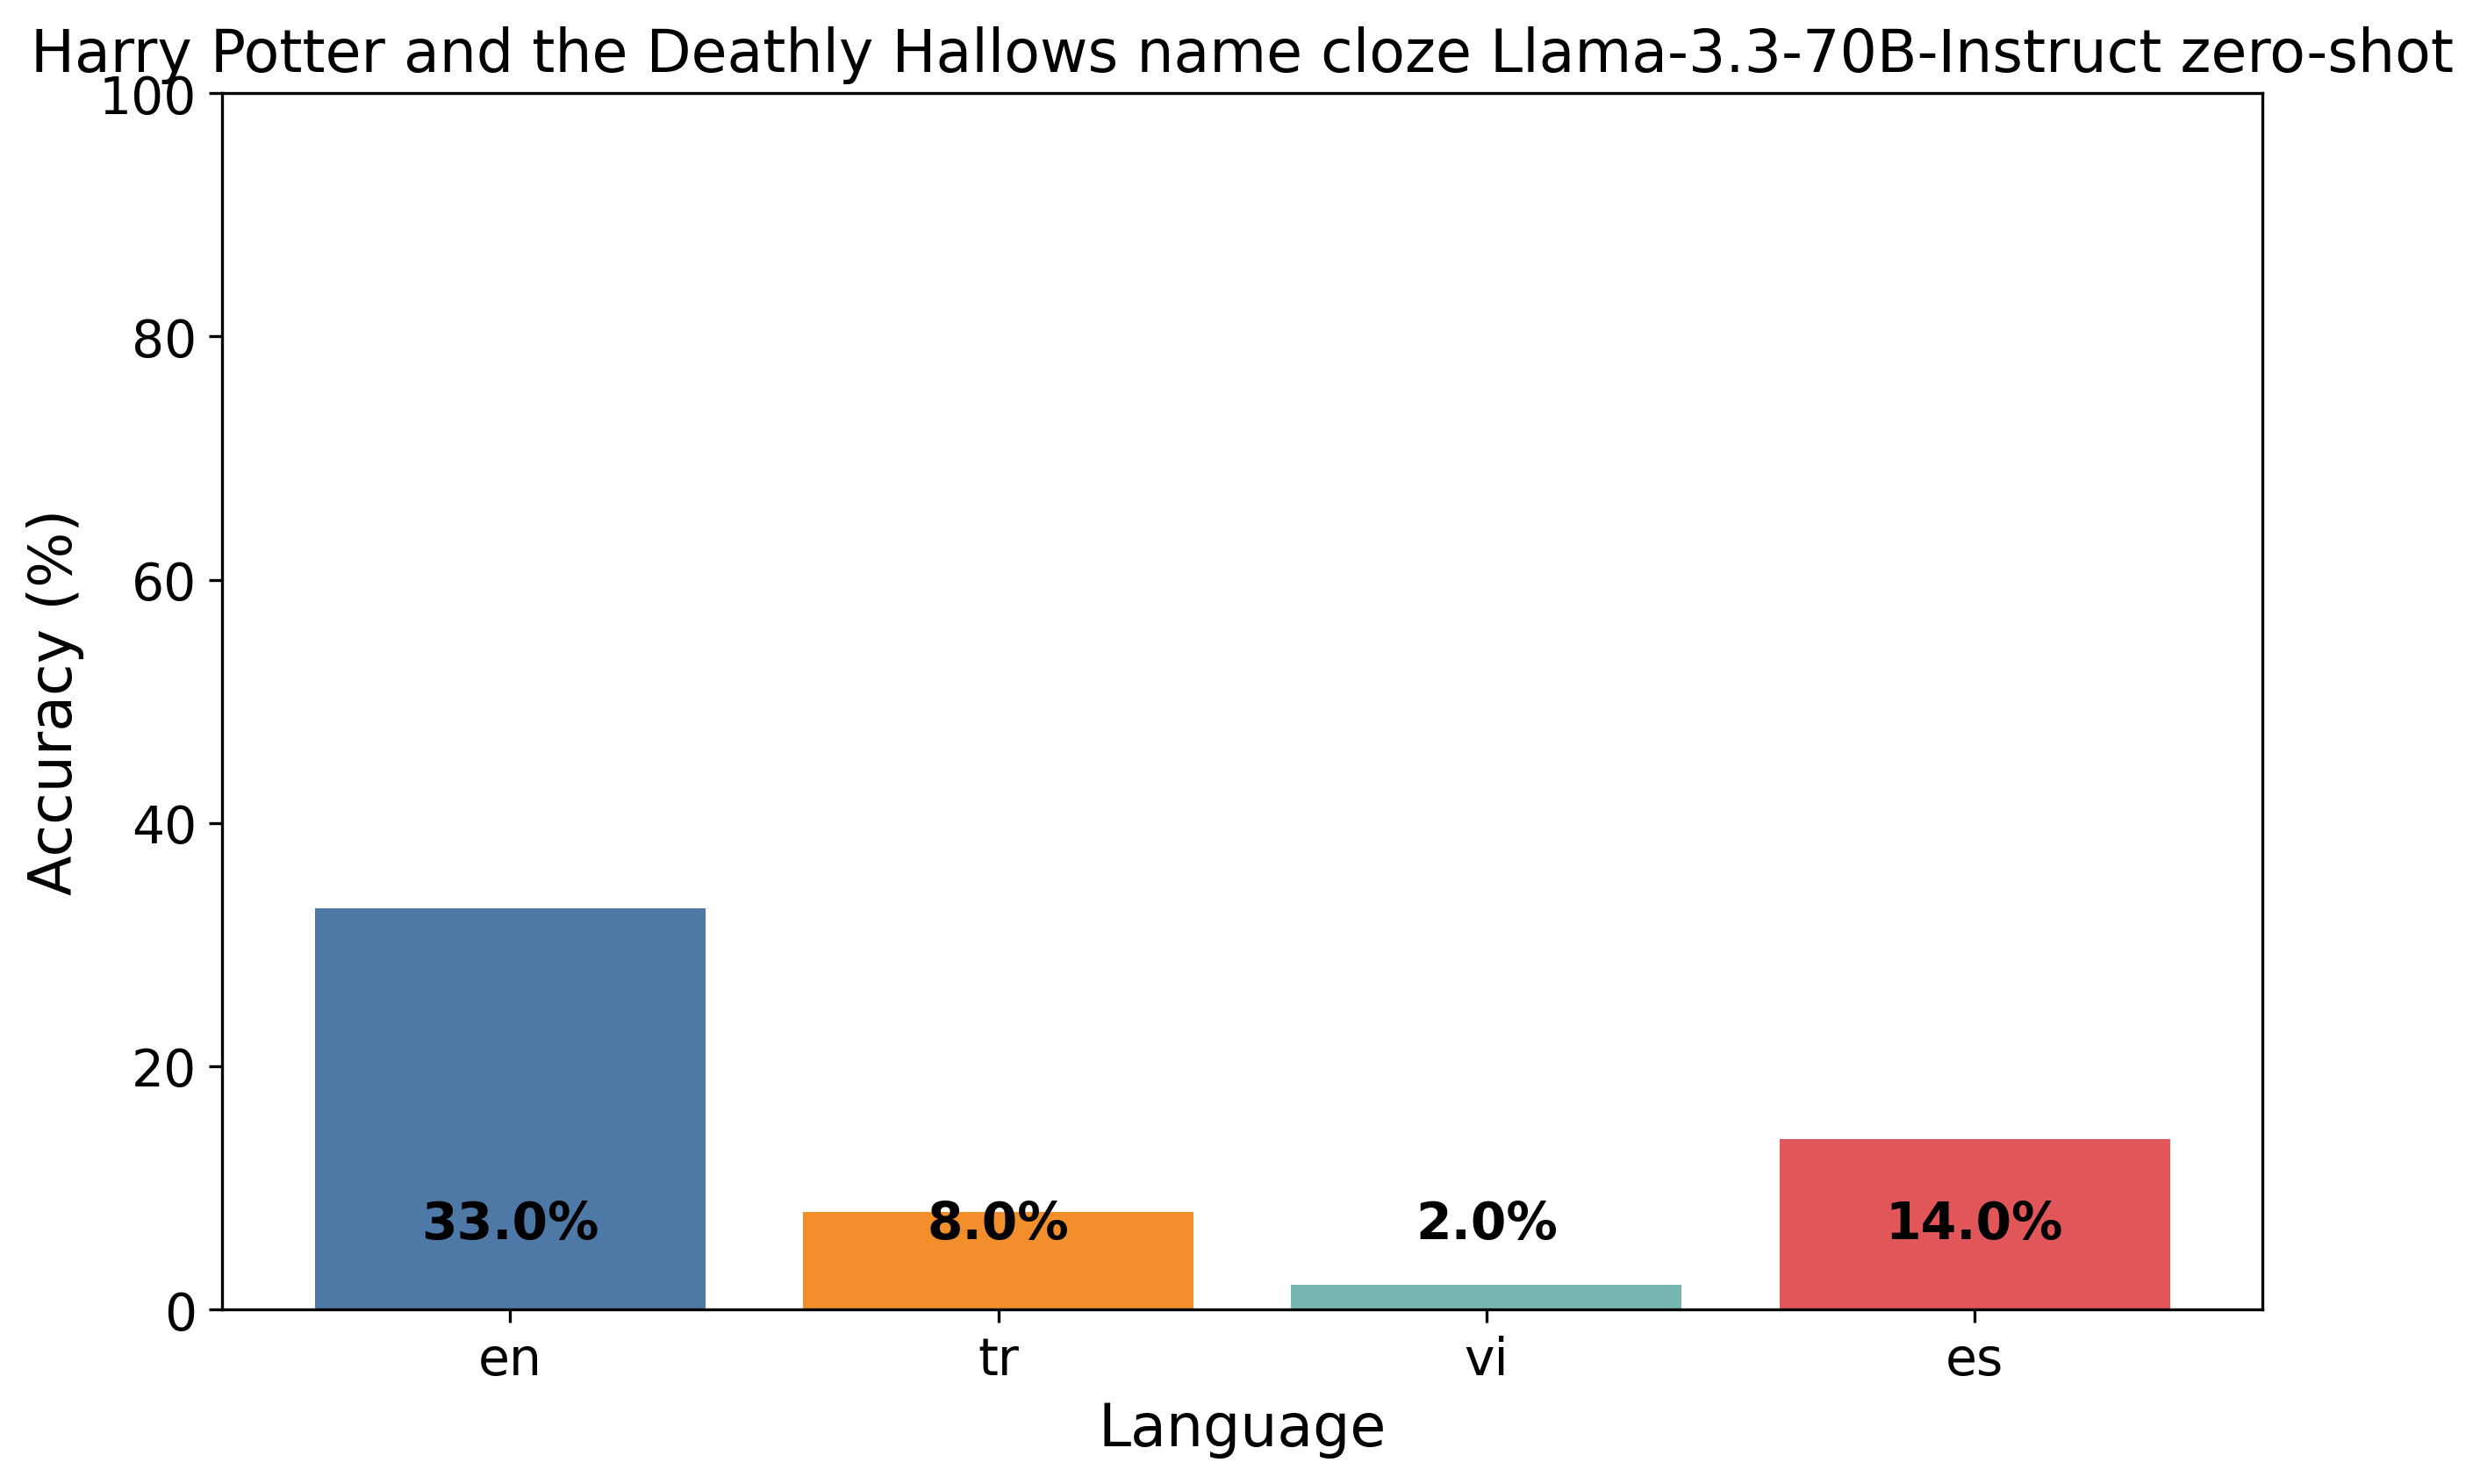 Harry Potter and the Deathly Hallows name cloze Llama-3.3-70B-Instruct zero-shot
100
80
60
40
20
0
Accuracy (%)
33.0%
8.0%
2.0%
14.0%
en
tr
vi
es
Language